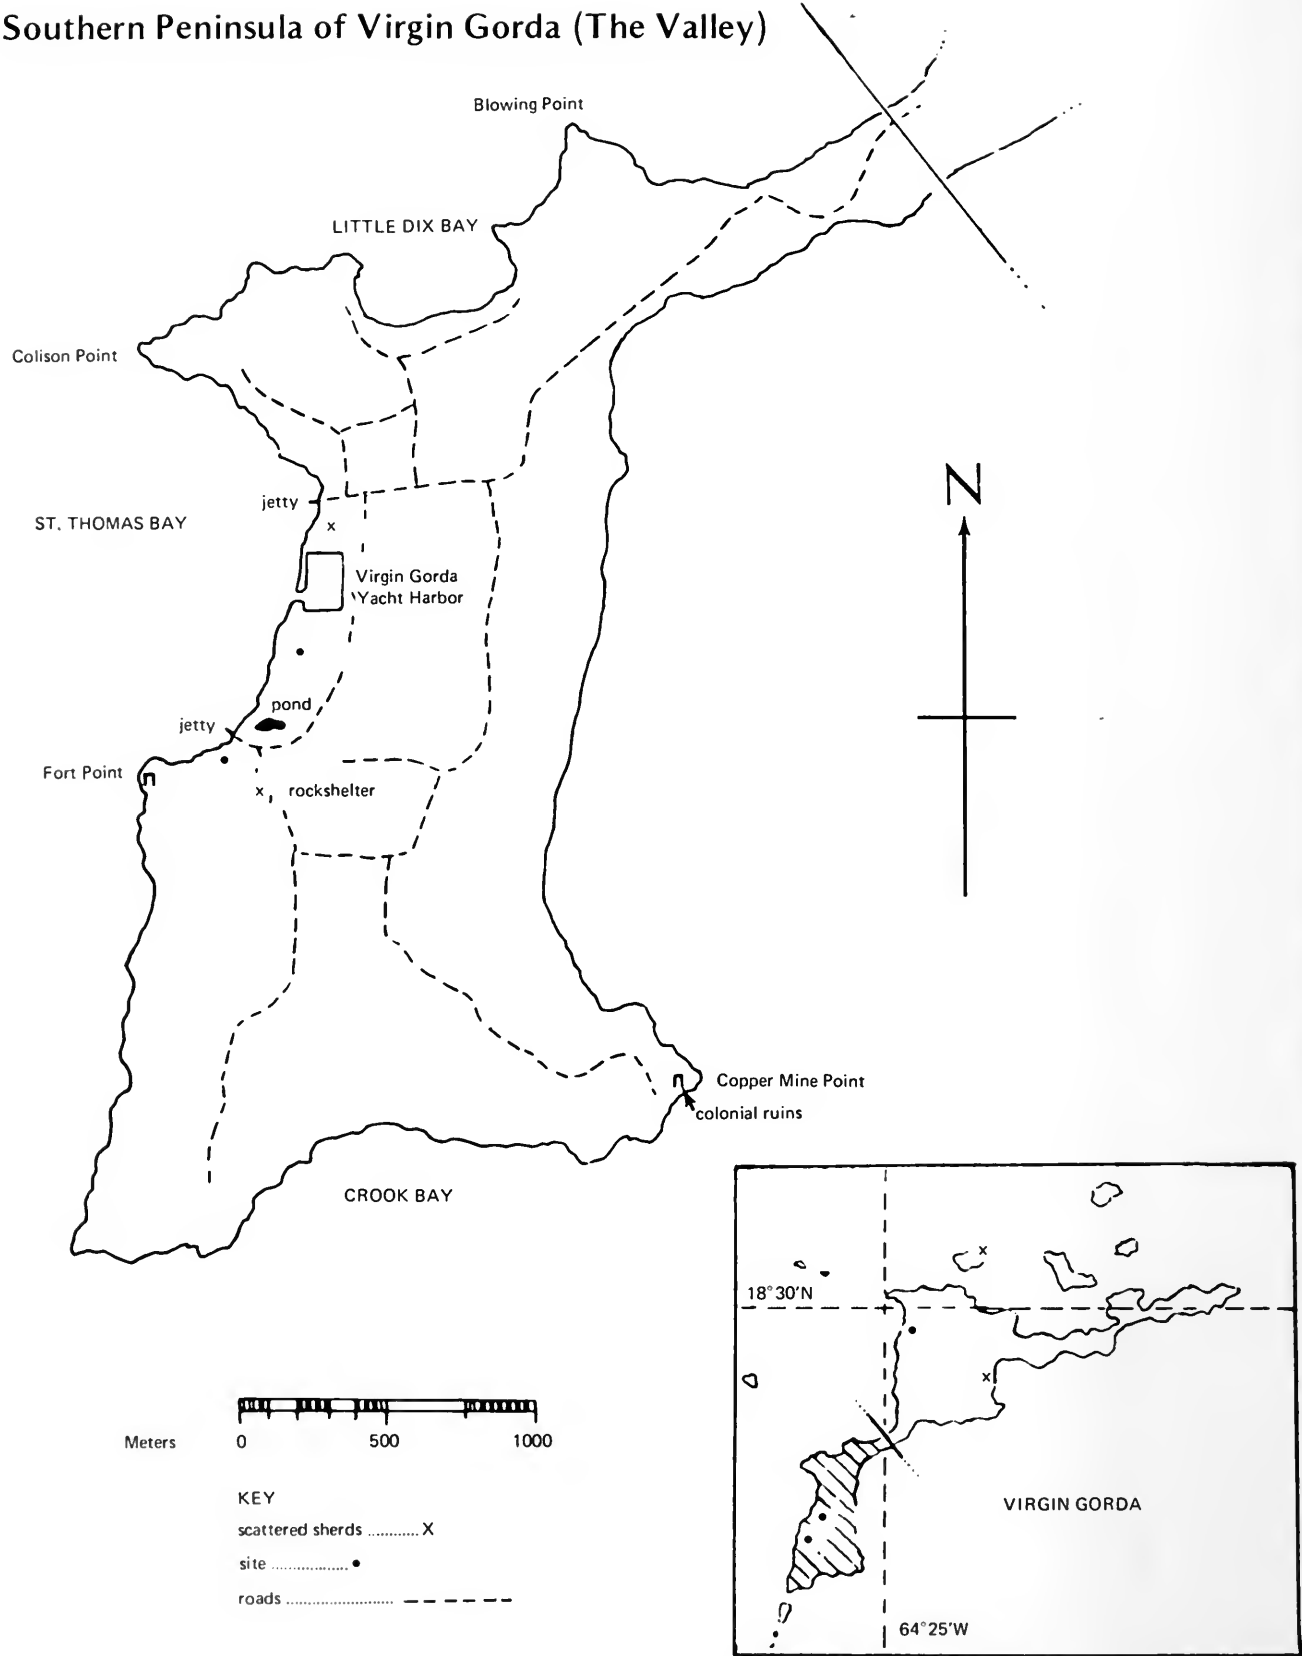 Southern Peninsula of Virgin Gorda (The Valley)
Blowing Point
LITTLE DIX BAY
Colison Point
N
jetty
ST. THOMAS BAY
x
Virgin Gorda
Yacht Harbor
pond
jetty
Fort Point
x
rockshelter
Copper Mine Point
colonial ruins
CROOK BAY
x
18°30'N
x
VIRGIN GORDA
64°25'W
Meters 0 500 1000
KEY
scattered sherds ............ X
site .................. ●
roads ........................ — — — — —